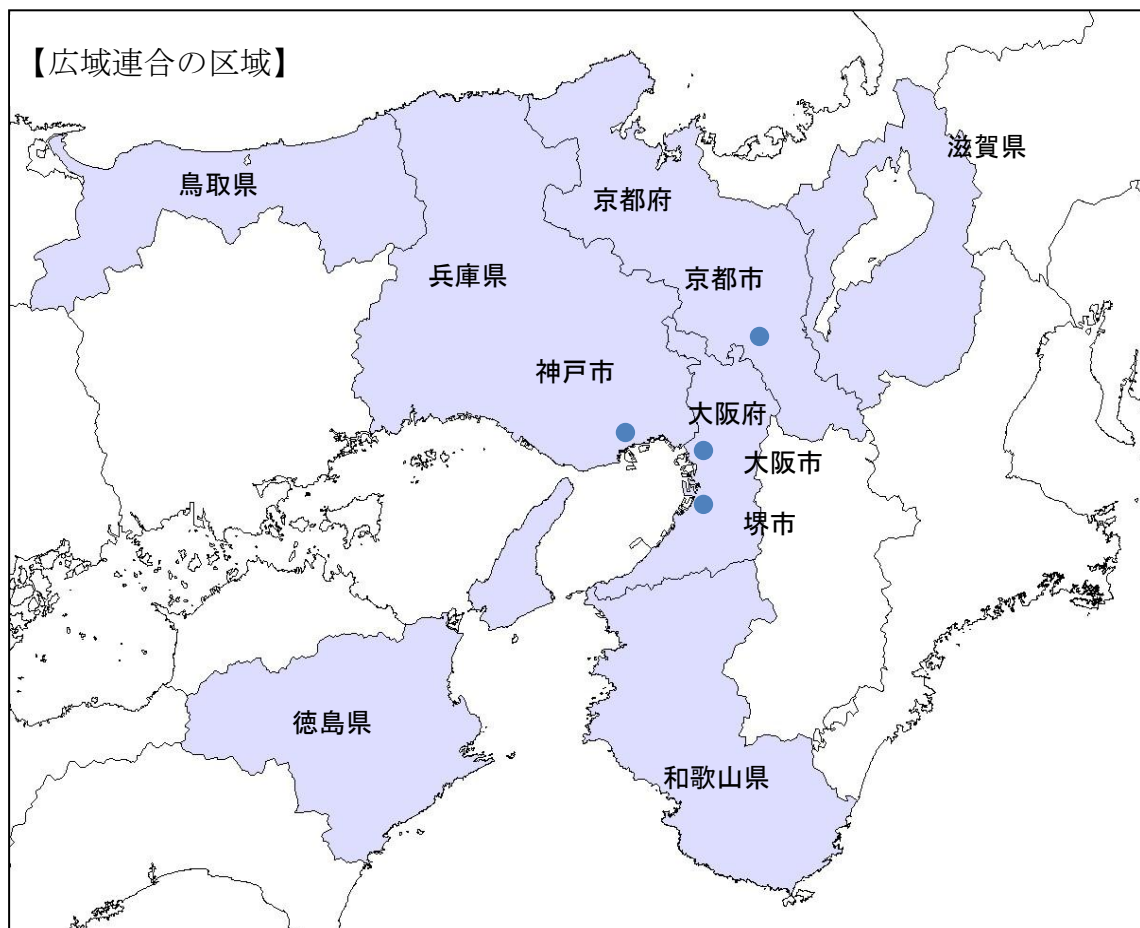 【広域連合の区域】
滋賀県
鳥取県
京都府
兵庫県
京都市
神戸市
大阪府
大阪市
堺市
徳島県
和歌山県